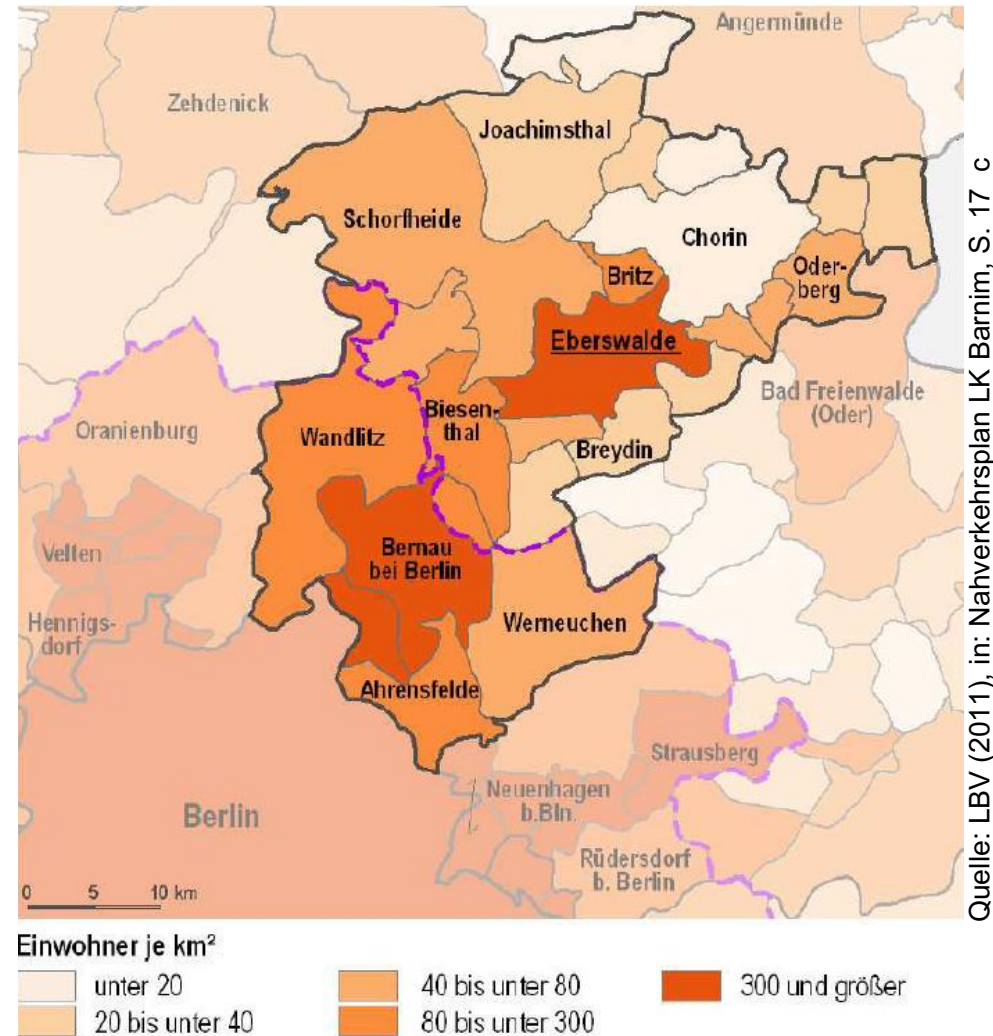 Angermünde
Zehdenick
Joachimsthal
Schorfheide
Chorin
Britz
Oder-
berg
Eberswalde
Bad Freienwalde
(Oder)
Biesen-
thal
Oranienburg
Wandlitz
Breydin
Velten
Bernau
bei Berlin
Hennigs-
dorf
Werneuchen
Ahrensfelde
Strausberg
Neuenhagen
b.Bln.
Berlin
Rüdersdorf
b. Berlin
0 5 10 km
Quelle: LBV (2011), in: Nahverkehrsplan LK Barnim, S. 17 c
Einwohner je km²
unter 20
20 bis unter 40
40 bis unter 80
80 bis unter 300
300 und größer